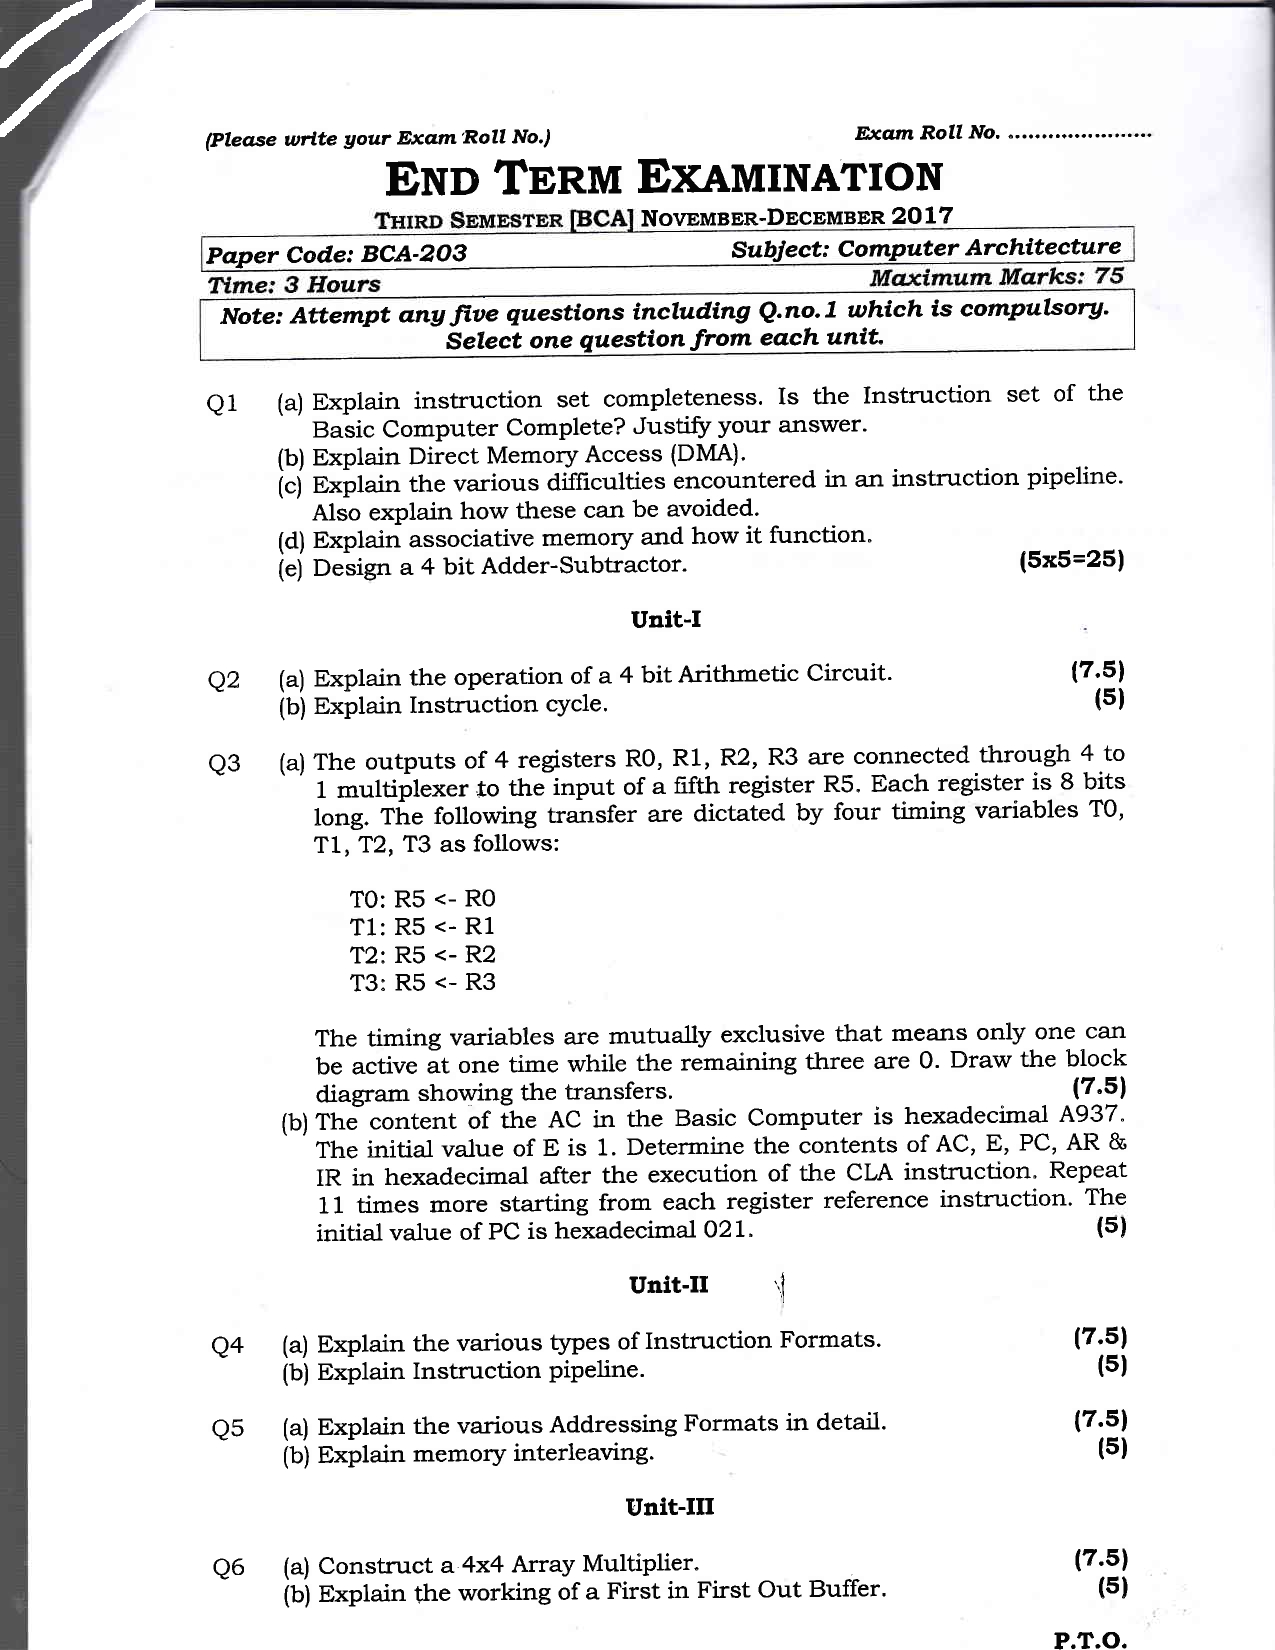 (Please write your Exam Roll No.) Exam Roll No. ......................
END TERM EXAMINATION
THIRD SEMESTER [BCA] NOVEMBER-DECEMBER 2017
Paper Code: BCA-203 Subject: Computer Architecture
Time: 3 Hours Maximum Marks: 75
Note: Attempt any five questions including Q.no.1 which is compulsory.
Select one question from each unit.
Q1 (a) Explain instruction set completeness. Is the Instruction set of the
Basic Computer Complete? Justify your answer.
(b) Explain Direct Memory Access (DMA).
(c) Explain the various difficulties encountered in an instruction pipeline.
Also explain how these can be avoided.
(d) Explain associative memory and how it function.
(e) Design a 4 bit Adder-Subtractor. (5x5=25)
Unit-I
Q2 (a) Explain the operation of a 4 bit Arithmetic Circuit. (7.5)
(b) Explain Instruction cycle. (5)
Q3 (a) The outputs of 4 registers R0, R1, R2, R3 are connected through 4 to
1 multiplexer to the input of a fifth register R5. Each register is 8 bits
long. The following transfer are dictated by four timing variables T0,
T1, T2, T3 as follows:
T0: R5 <- R0
T1: R5 <- R1
T2: R5 <- R2
T3: R5 <- R3
The timing variables are mutually exclusive that means only one can
be active at one time while the remaining three are 0. Draw the block
diagram showing the transfers. (7.5)
(b) The content of the AC in the Basic Computer is hexadecimal A937.
The initial value of E is 1. Determine the contents of AC, E, PC, AR &
IR in hexadecimal after the execution of the CLA instruction. Repeat
11 times more starting from each register reference instruction. The
initial value of PC is hexadecimal 021. (5)
Unit-II
Q4 (a) Explain the various types of Instruction Formats. (7.5)
(b) Explain Instruction pipeline. (5)
Q5 (a) Explain the various Addressing Formats in detail. (7.5)
(b) Explain memory interleaving. (5)
Unit-III
Q6 (a) Construct a 4x4 Array Multiplier. (7.5)
(b) Explain the working of a First in First Out Buffer. (5)
P.T.O.